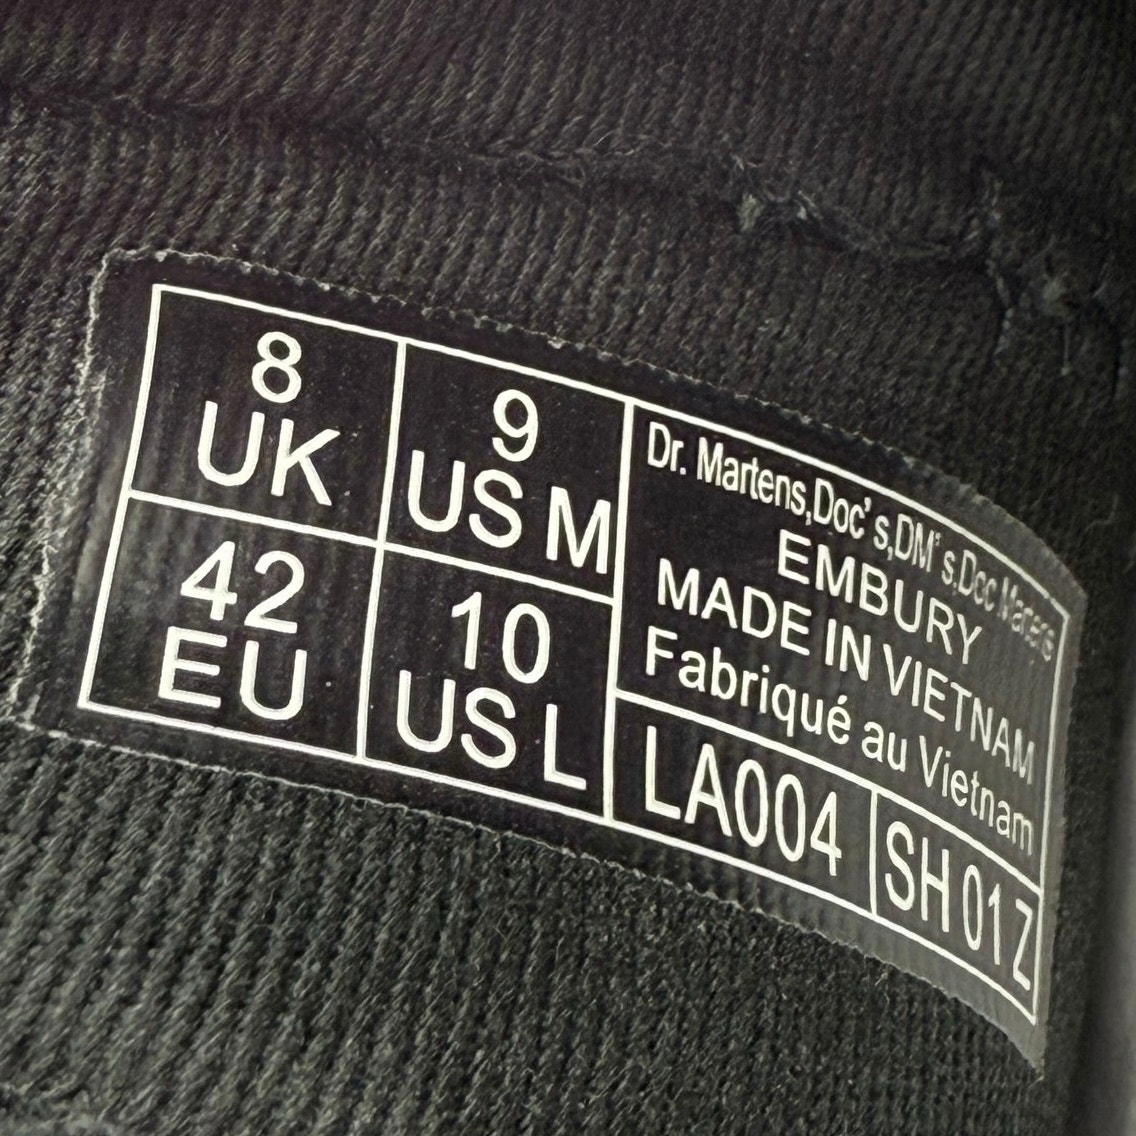 8
UK
9
US M
42
EU
10
US L
Dr. Martens,Doc's,DM's,Doc Martens
EMBURY
MADE IN VIETNAM
Fabriqué au Vietnam
LA004
SH 01 Z